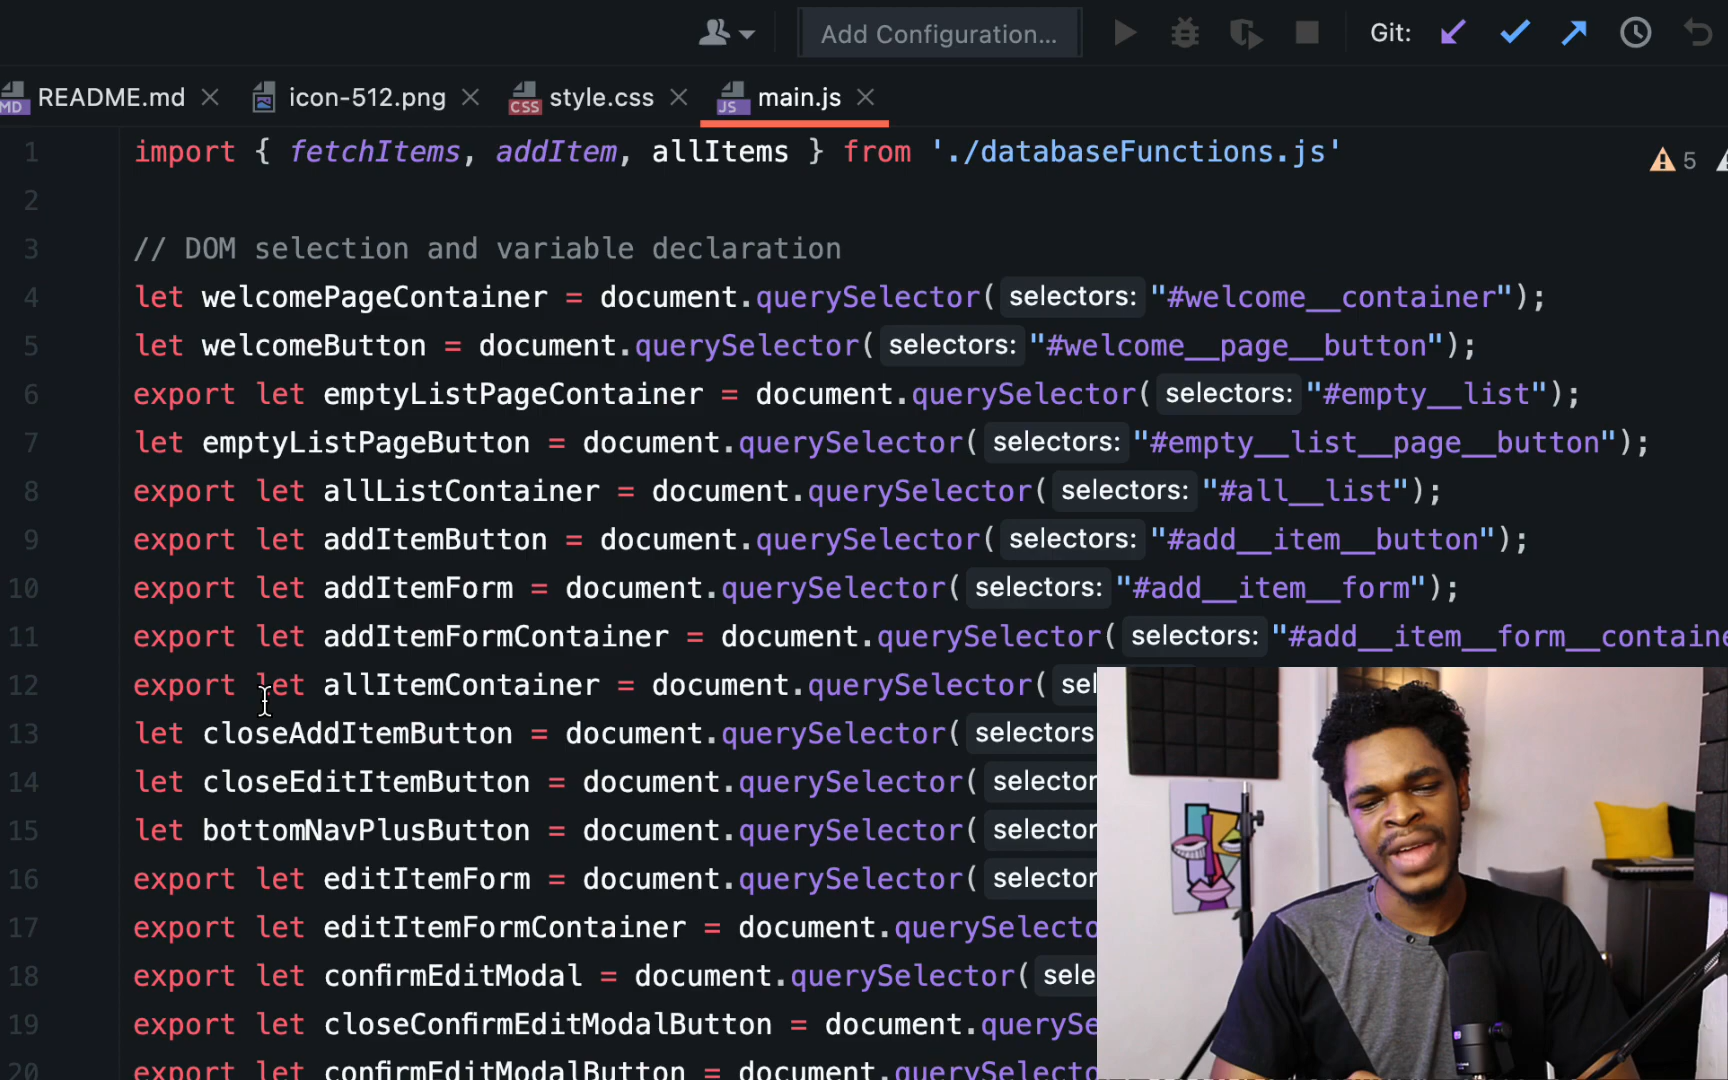 Add Configuration... Git:
MD README.md icon-512.png CSS style.css JS main.js
1 import { fetchItems, addItem, allItems } from './databaseFunctions.js' 5
2
3 // DOM selection and variable declaration
4 let welcomePageContainer = document.querySelector( selectors: "#welcome__container");
5 let welcomeButton = document.querySelector( selectors: "#welcome__page__button");
6 export let emptyListPageContainer = document.querySelector( selectors: "#empty__list");
7 let emptyListPageButton = document.querySelector( selectors: "#empty__list__page__button");
8 export let allListContainer = document.querySelector( selectors: "#all__list");
9 export let addItemButton = document.querySelector( selectors: "#add__item__button");
10 export let addItemForm = document.querySelector( selectors: "#add__item__form");
11 export let addItemFormContainer = document.querySelector( selectors: "#add__item__form__containe
12 export let allItemContainer = document.querySelector( sel
13 let closeAddItemButton = document.querySelector( selectors
14 let closeEditItemButton = document.querySelector( selector
15 let bottomNavPlusButton = document.querySelector( selector
16 export let editItemForm = document.querySelector( selector
17 export let editItemFormContainer = document.querySelecto
18 export let confirmEditModal = document.querySelector( sele
19 export let closeConfirmEditModalButton = document.querySe
20 export let confirmEditModalButton = document.querySelecto